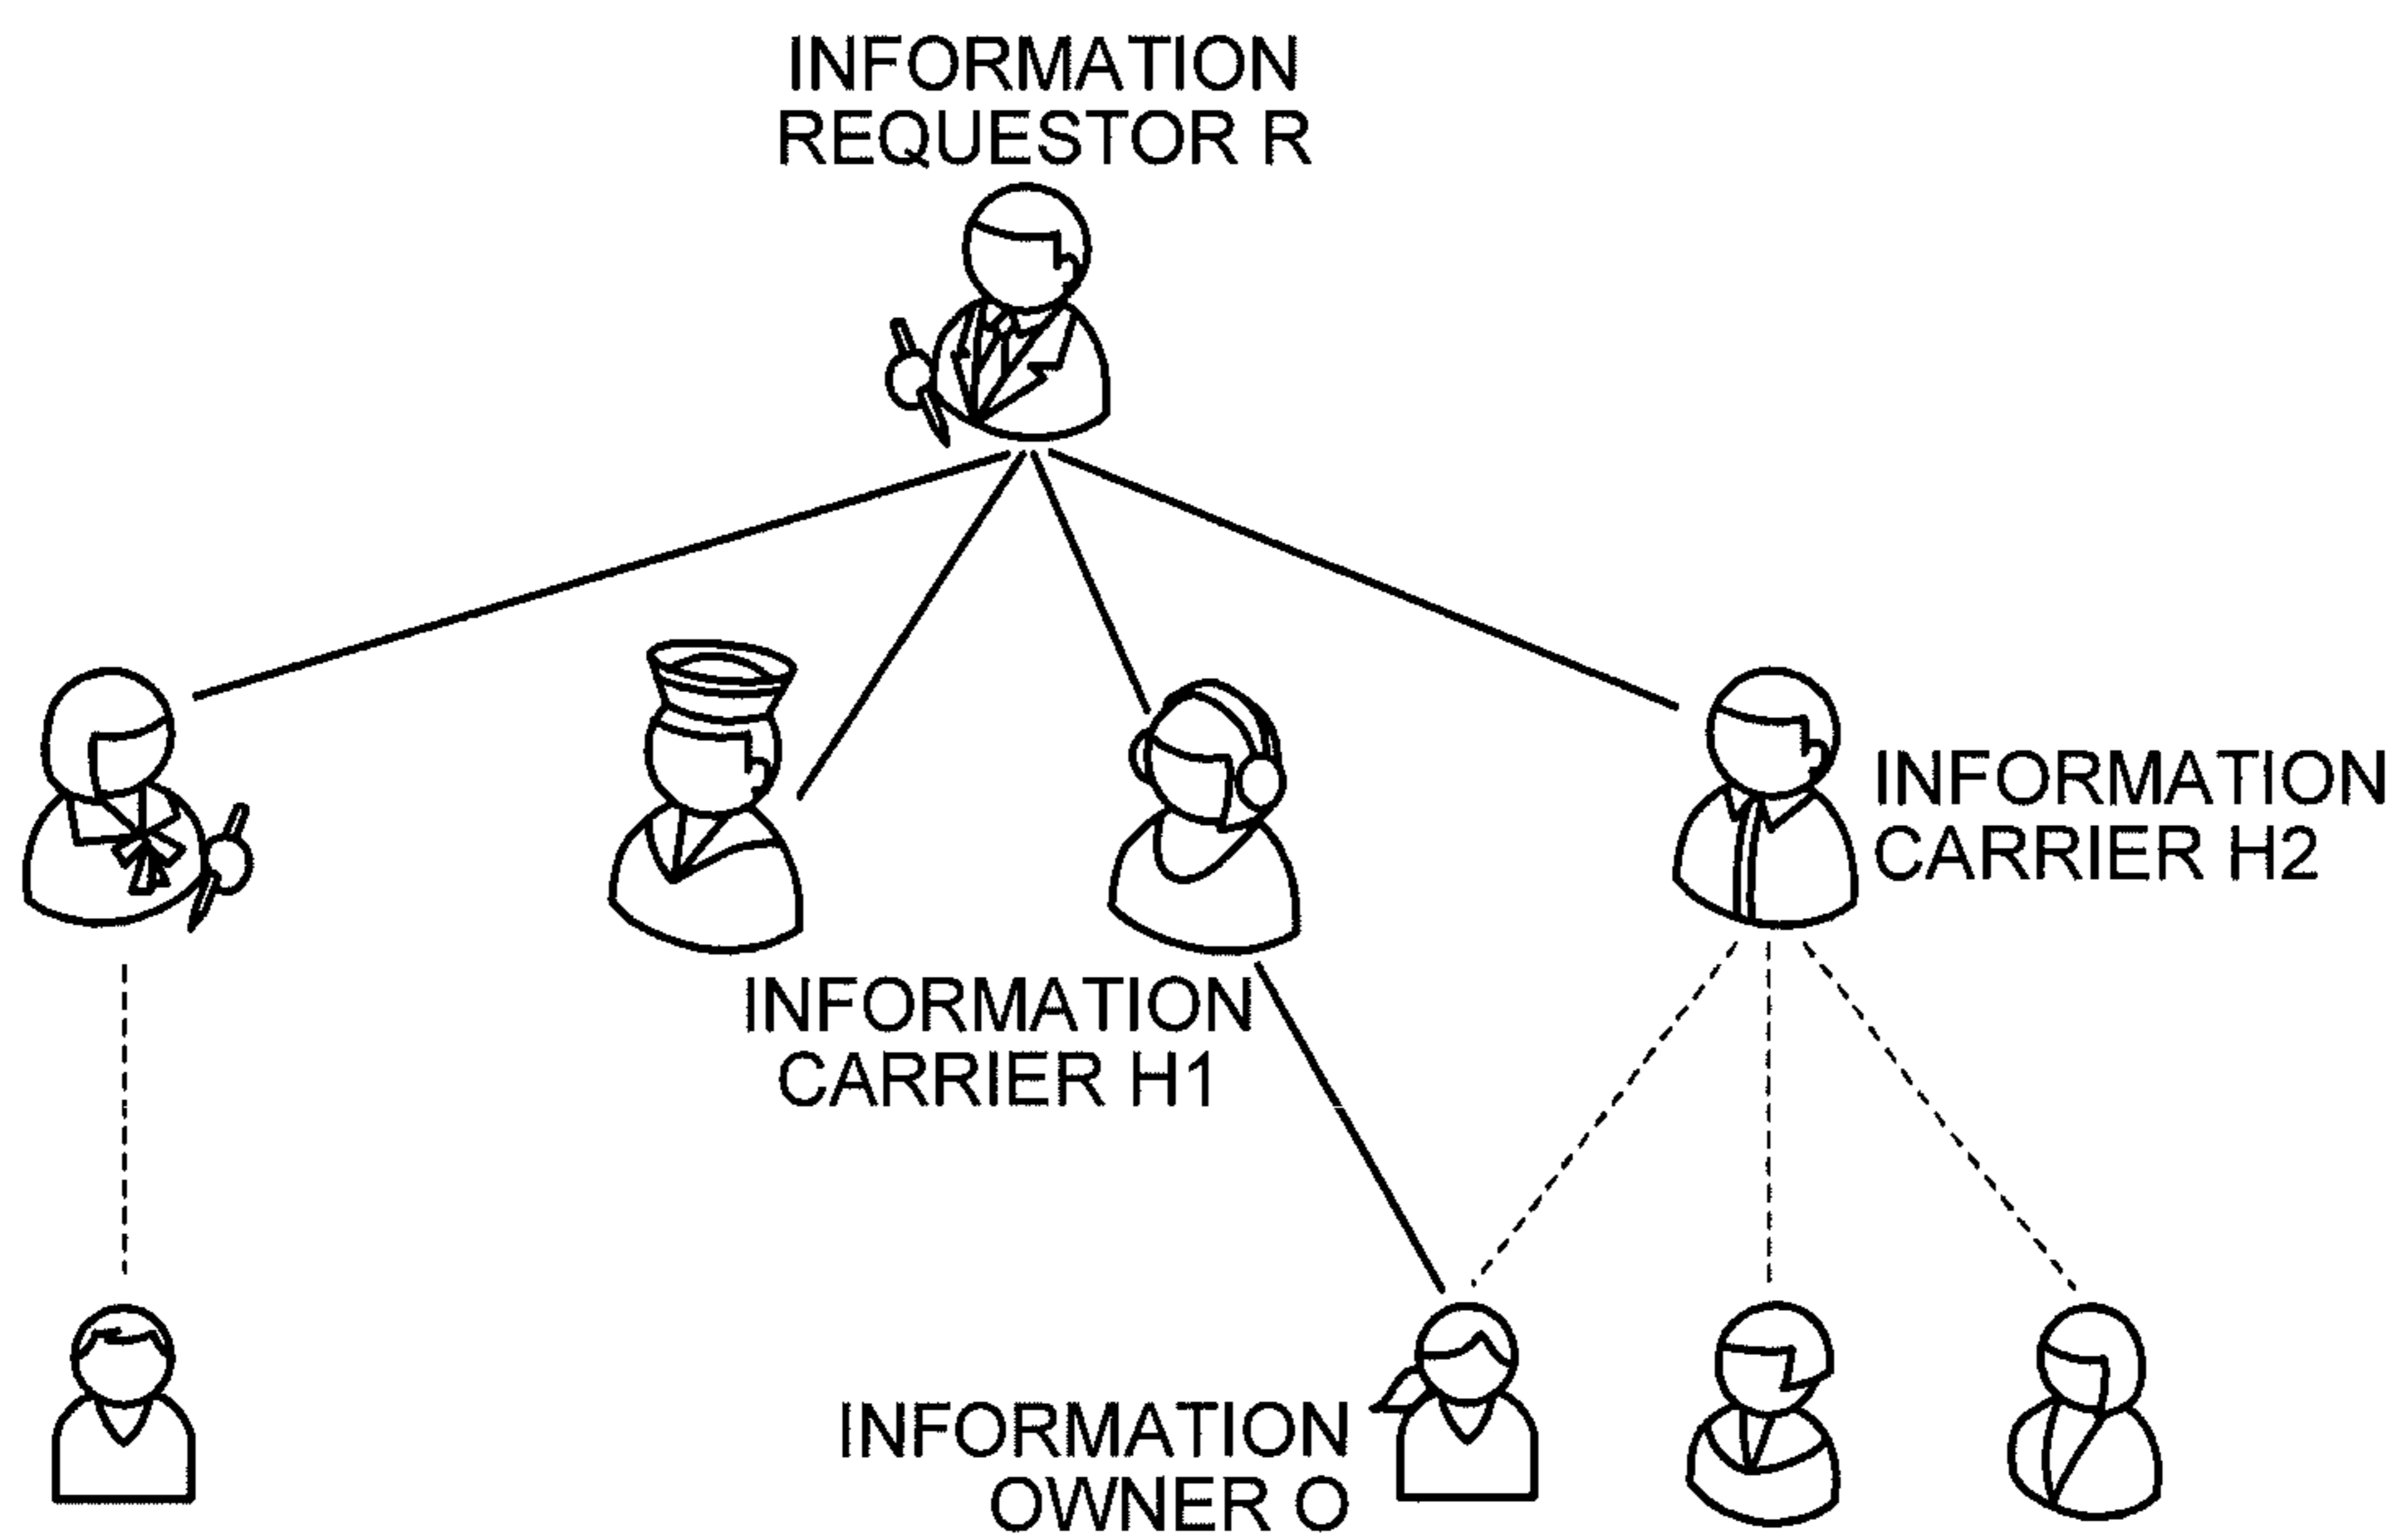 INFORMATION
REQUESTOR R
INFORMATION
CARRIER H2
INFORMATION
CARRIER H1
INFORMATION
OWNER O